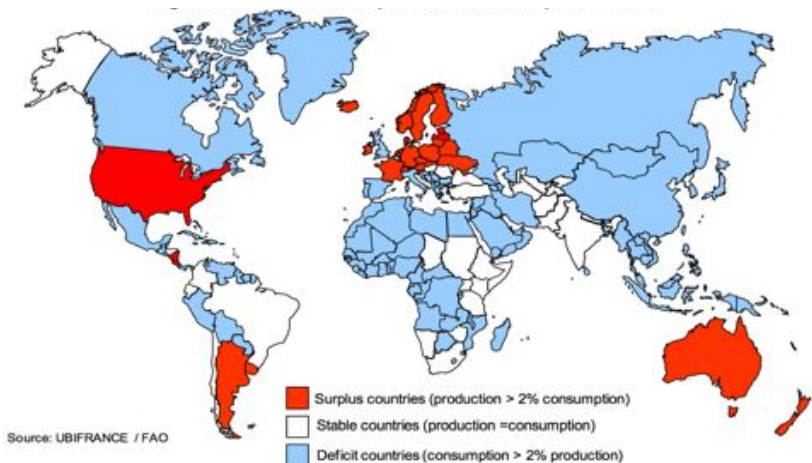 Surplus countries (production > 2% consumption)
Stable countries (production =consumption)
Source: UBIFRANCE / FAO
Deficit countries (consumption > 2% production)